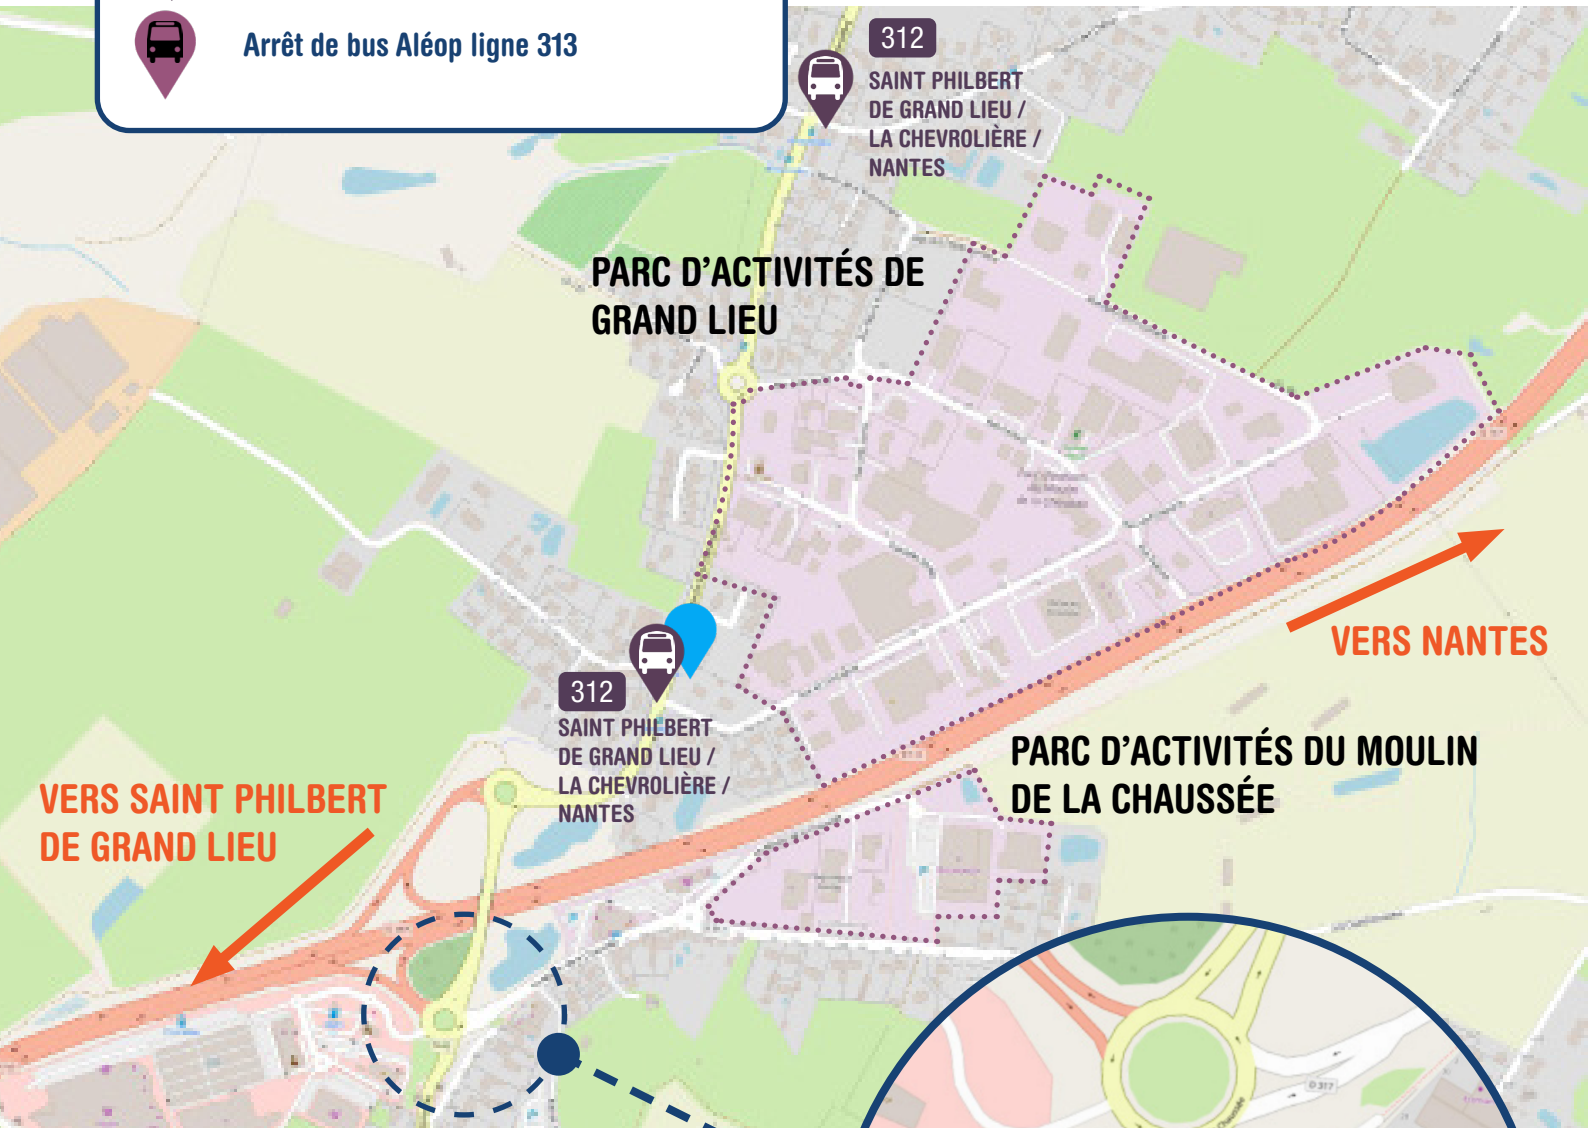 Arrêt de bus Aléop ligne 313
312
SAINT PHILBERT
DE GRAND LIEU /
LA CHEVROLIÈRE /
NANTES
PARC D'ACTIVITÉS DE
GRAND LIEU
VERS NANTES
312
SAINT PHILBERT
DE GRAND LIEU /
LA CHEVROLIÈRE /
NANTES
PARC D'ACTIVITÉS DU MOULIN
DE LA CHAUSSÉE
VERS SAINT PHILBERT
DE GRAND LIEU
D 317
Chaussée